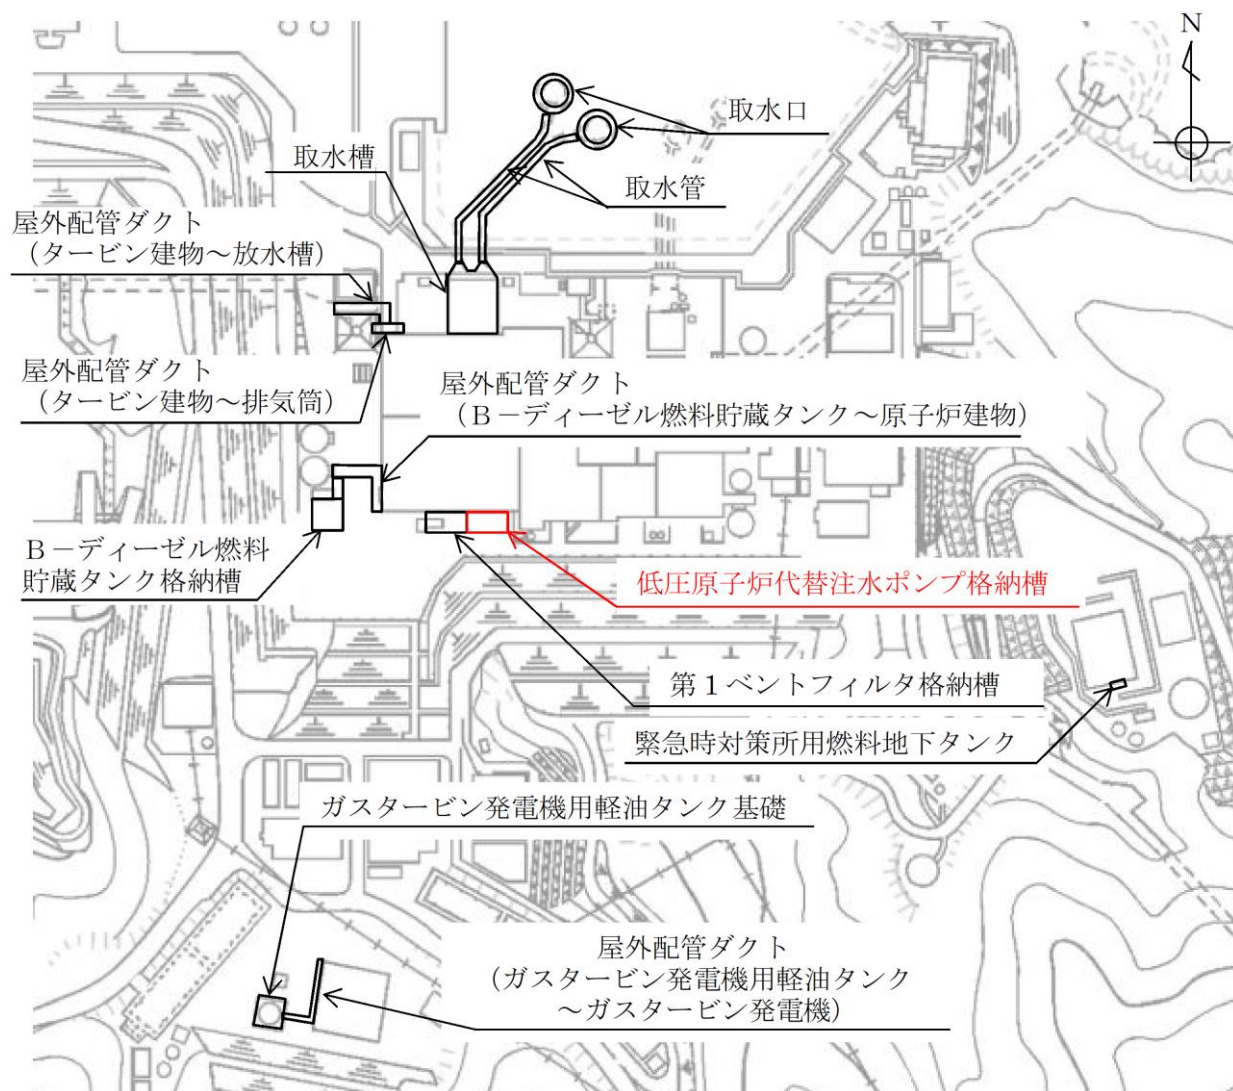 N
取水口
取水槽
取水管
屋外配管ダクト
（タービン建物～放水槽）
屋外配管ダクト
（タービン建物～排気筒）
屋外配管ダクト
（Ｂ－ディーゼル燃料貯蔵タンク～原子炉建物）
Ｂ－ディーゼル燃料
貯蔵タンク格納槽
低圧原子炉代替注水ポンプ格納槽
第１ベントフィルタ格納槽
緊急時対策所用燃料地下タンク
ガスタービン発電機用軽油タンク基礎
屋外配管ダクト
（ガスタービン発電機用軽油タンク
～ガスタービン発電機）